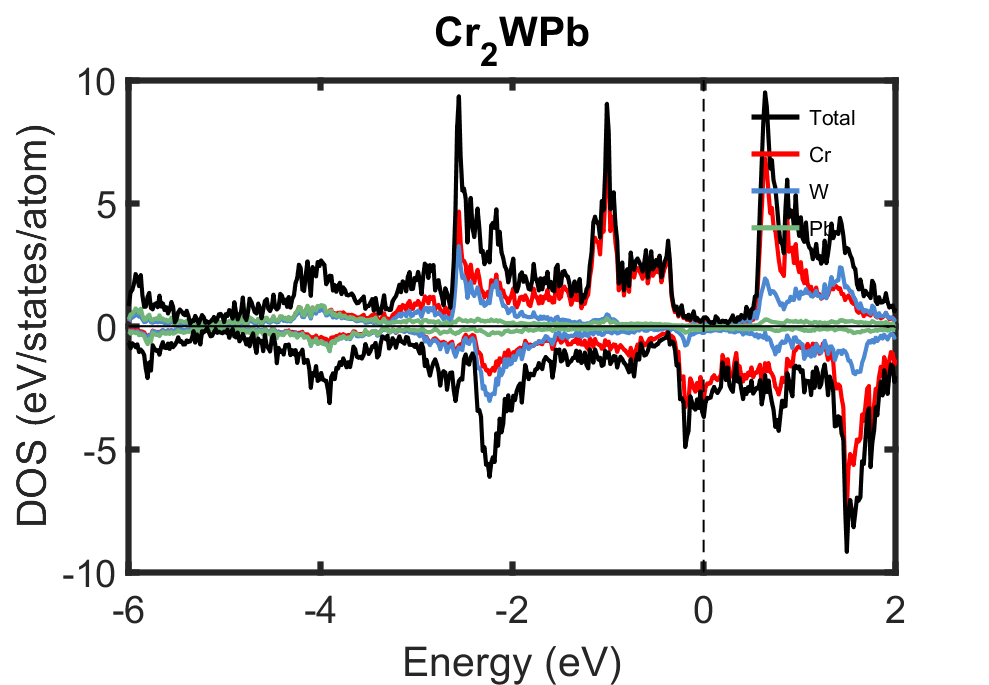 Cr2WPb
10
5
0
-5
-10
DOS (eV/states/atom)
Total
Cr
W
Pb
-6 -4 -2 0 2
Energy (eV)